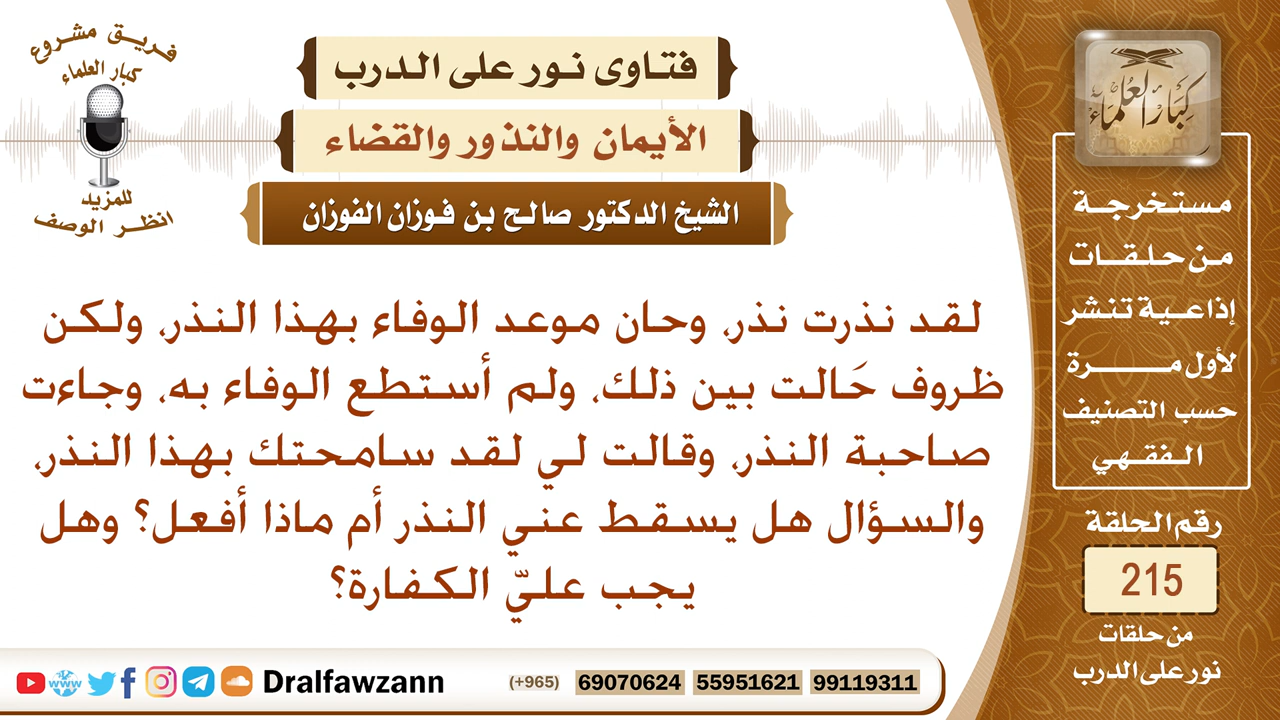 فريق مشروع
كبار العلماء
للمزيد
انظر الوصف
فتاوى نور على الدرب
الأيمان والنذور والقضاء
الشيخ الدكتور صالح بن فوزان الفوزان
لقد نذرت نذر، وحان موعد الوفاء بهذا النذر، ولكن
ظروف حَالت بين ذلك، ولم أستطع الوفاء به، وجاءت
صاحبة النذر، وقالت لي لقد سامحتك بهذا النذر،
والسؤال هل يسقط عني النذر أم ماذا أفعل؟ وهل
يجب عليّ الكفارة؟
كبار العلماء
مستخرجة
من حلقات
إذاعية تنشر
لأول مرة
حسب التصنيف
الفقهي
رقم الحلقة
215
من حلقات
نور على الدرب
www
Dralfawzann
(+965) 69070624 55951621 99119311